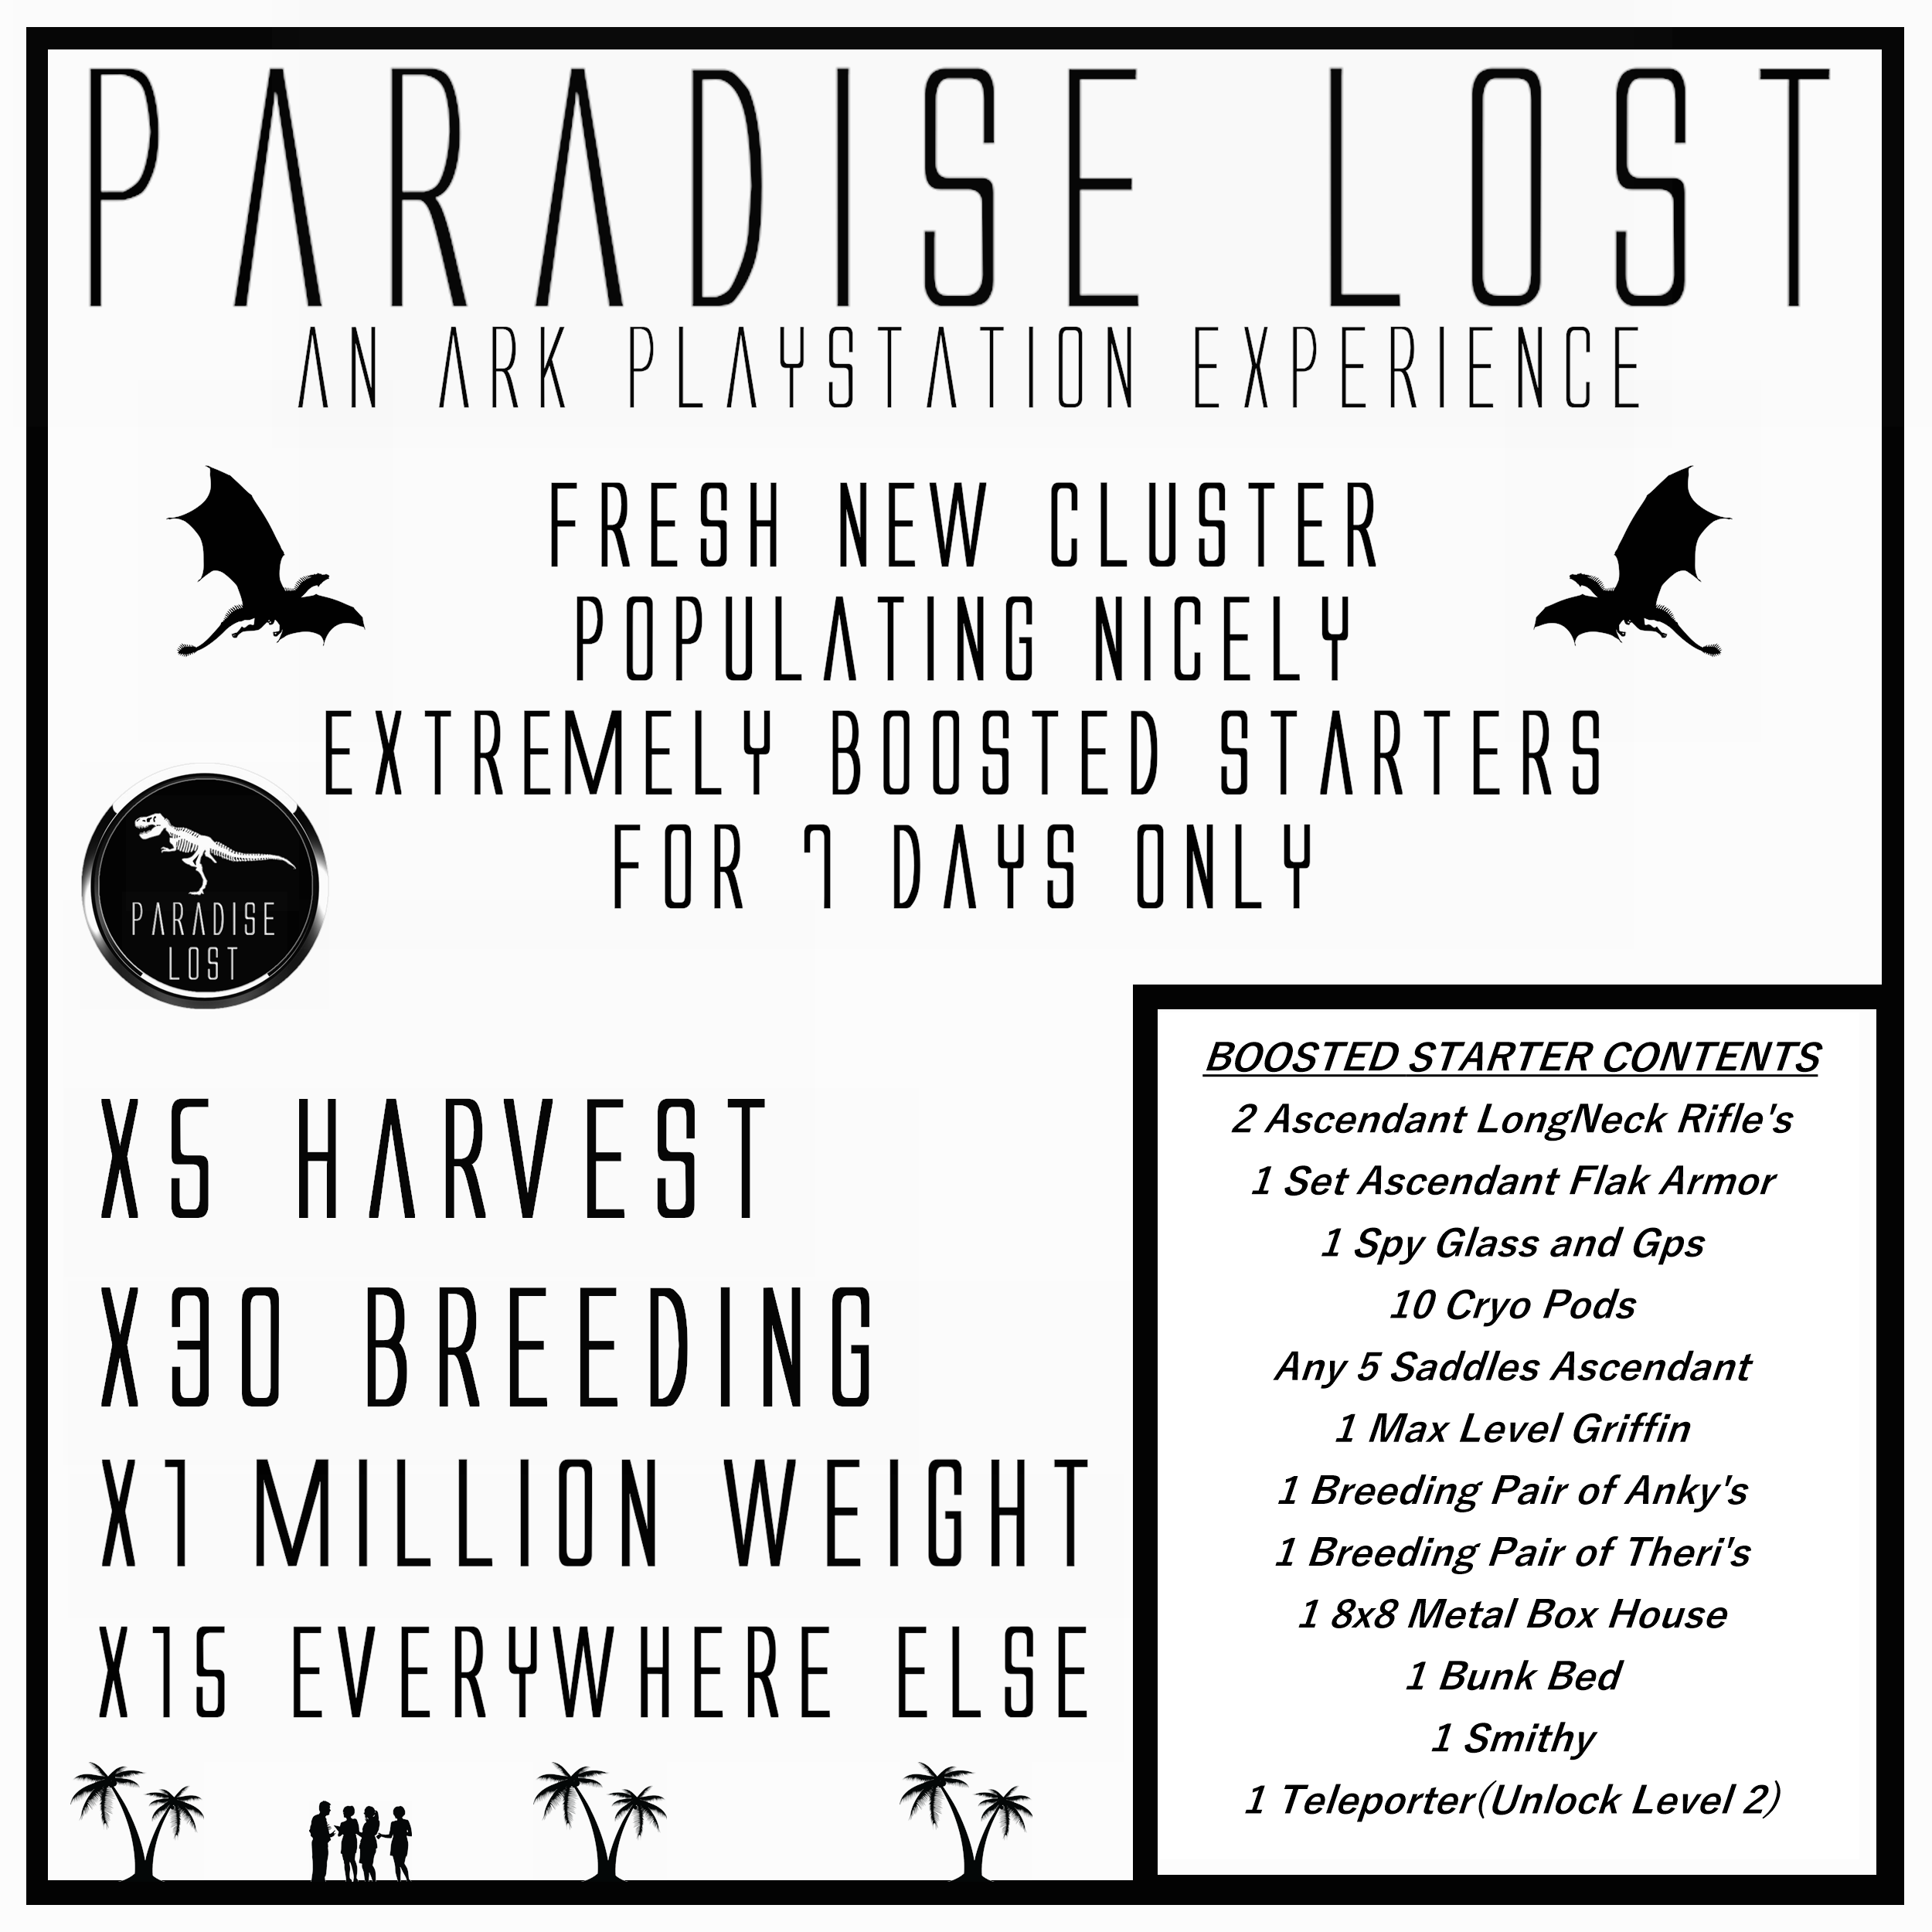 PARADISE LOST
AN ARK PLAYSTATION EXPERIENCE
FRESH NEW CLUSTER
POPULATING NICELY
EXTREMELY BOOSTED STARTERS
FOR 7 DAYS ONLY
PARADISE
LOST
X5 HARVEST
X30 BREEDING
X1 MILLION WEIGHT
X15 EVERYWHERE ELSE
BOOSTED STARTER CONTENTS
2 Ascendant LongNeck Rifle's
1 Set Ascendant Flak Armor
1 Spy Glass and Gps
10 Cryo Pods
Any 5 Saddles Ascendant
1 Max Level Griffin
1 Breeding Pair of Anky's
1 Breeding Pair of Theri's
1 8x8 Metal Box House
1 Bunk Bed
1 Smithy
1 Teleporter(Unlock Level 2)